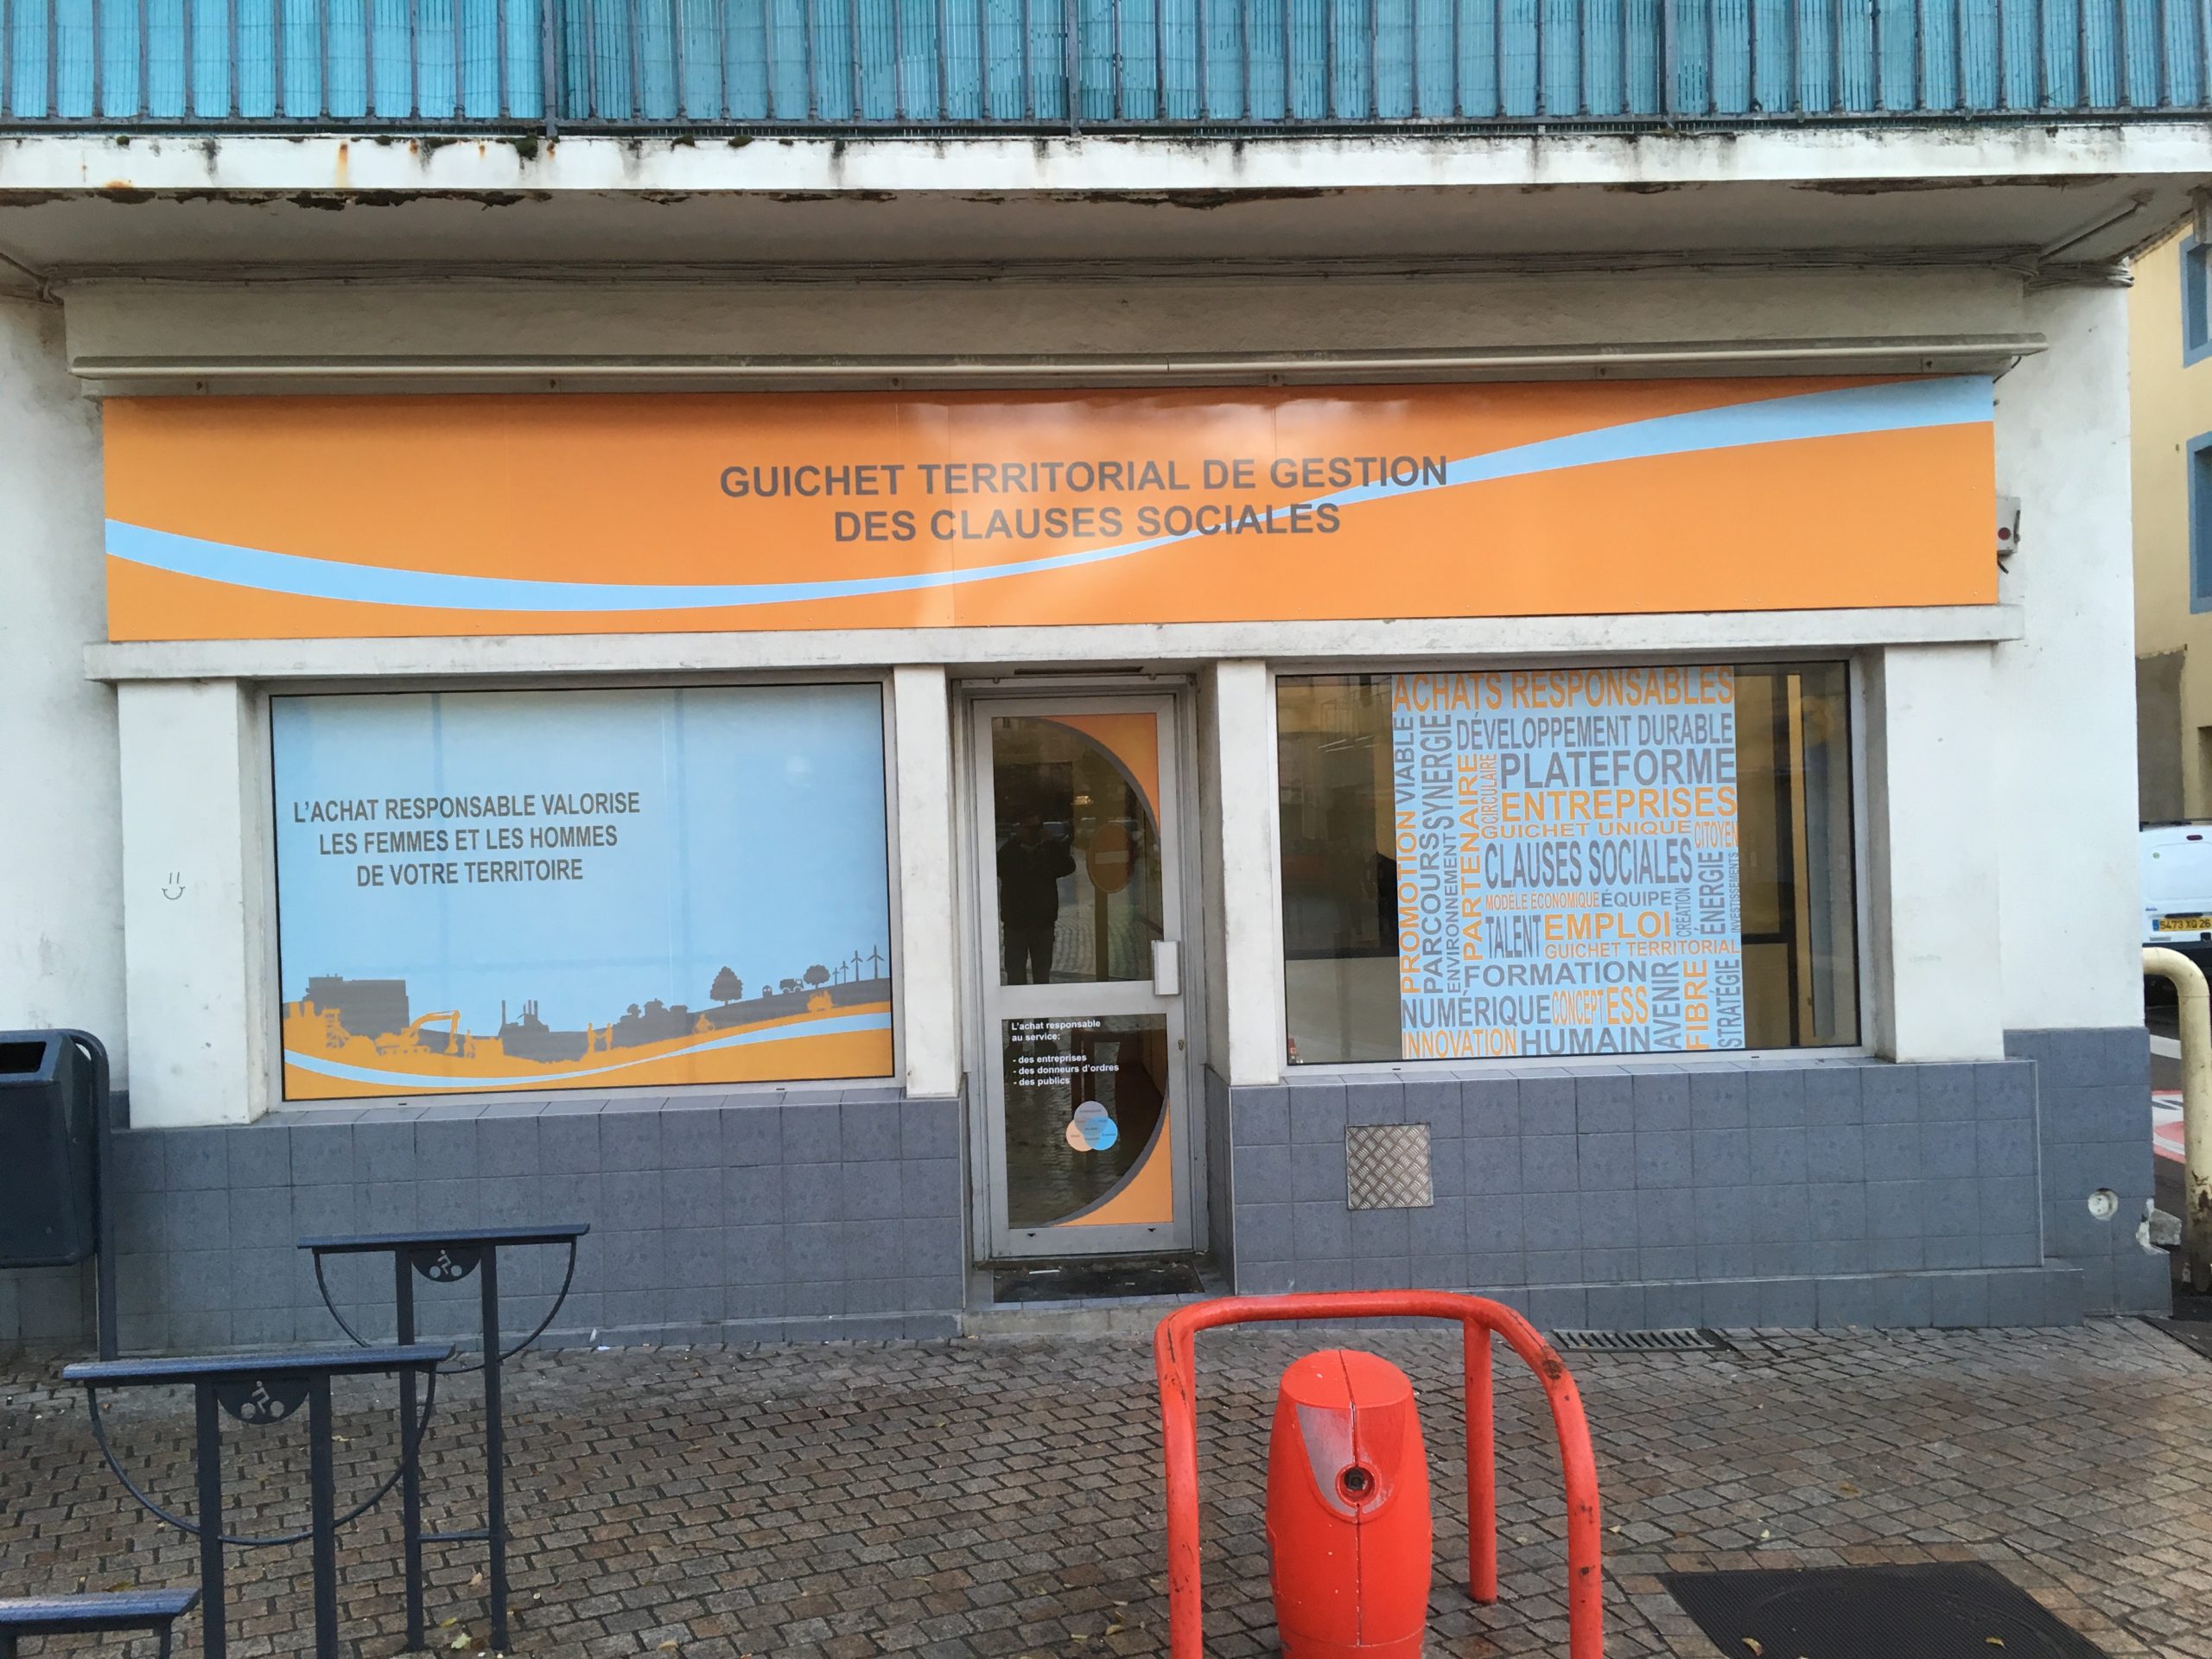 GUICHET TERRITORIAL DE GESTION
DES CLAUSES SOCIALES
L'ACHAT RESPONSABLE VALORISE
LES FEMMES ET LES HOMMES
DE VOTRE TERRITOIRE
L'achat responsable
au service:
- des entreprises
- des donneurs d'ordres
- des publics
ACHATS RESPONSABLES
PROMOTION VIABLE
PARCOURS SYNERGIE
ENVIRONNEMENT
PARTENAIRE
CIRCULAIRE
DÉVELOPPEMENT DURABLE
PLATEFORME
ENTREPRISES
GUICHET UNIQUE
CITOYEN
CLAUSES SOCIALES
MODÈLE ÉCONOMIQUE ÉQUIPE
TALENT EMPLOI
CRÉATION
ÉNERGIE
INVESTISSEMENTS
GUICHET TERRITORIAL
FORMATION
NUMÉRIQUE CONCEPT ESS
INNOVATION HUMAIN
AVENIR
FIBRE
STRATÉGIE
5473 XQ 26